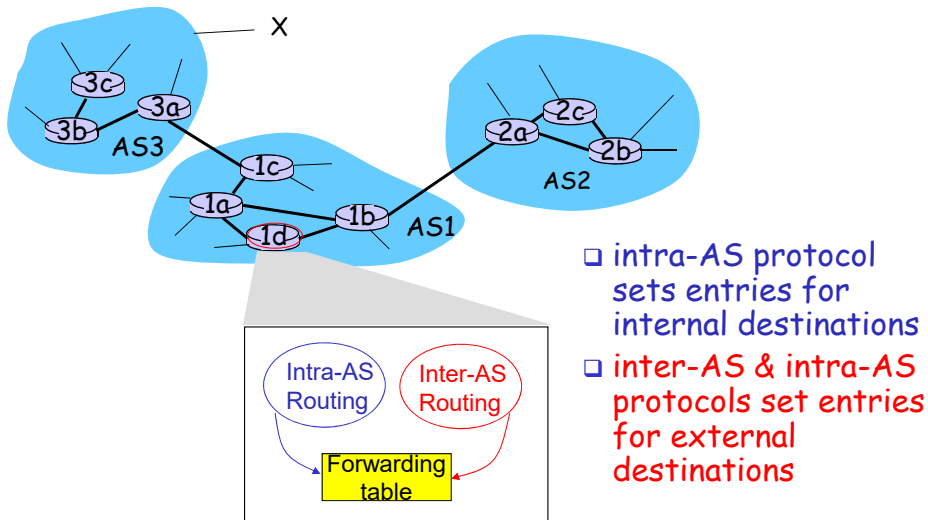 X
3c
3a
3b
AS3
2c
2a
2b
AS2
1c
1a
1b
1d
AS1
Intra-AS
Routing
Inter-AS
Routing
Forwarding
table
intra-AS protocol
sets entries for
internal destinations
inter-AS & intra-AS
protocols set entries
for external
destinations